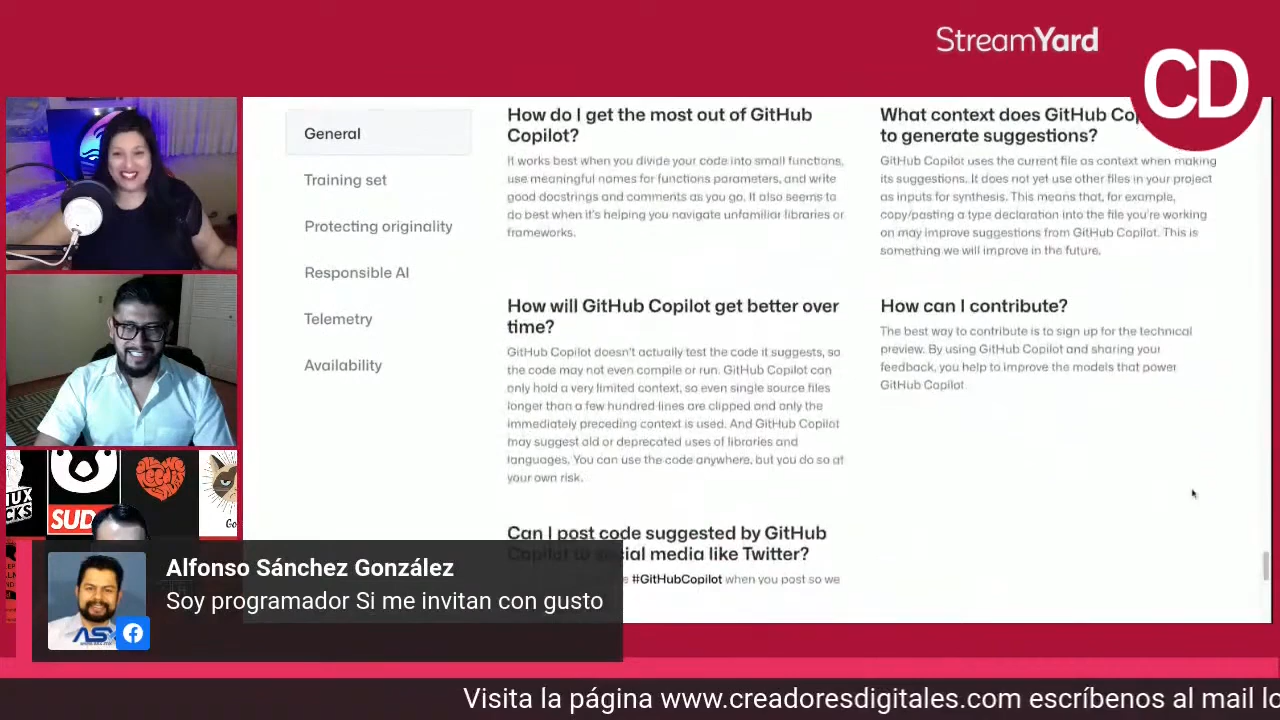 StreamYard
CD
General
Training set
Protecting originality
Responsible AI
Telemetry
Availability
How do I get the most out of GitHub
Copilot?
It works best when you divide your code into small functions,
use meaningful names for functions parameters, and write
good docstrings and comments as you go. It also seems to
do best when it's helping you navigate unfamiliar libraries or
frameworks.
What context does GitHub
to generate suggestions?
GitHub Copilot uses the current file as context when making
its suggestions. It does not yet use other files in your project
as inputs for synthesis. This means that, for example,
copy/pasting a type declaration into the file you're working
on may improve suggestions from GitHub Copilot. This is
something we will improve in the future.
How will GitHub Copilot get better over
time?
GitHub Copilot doesn't actually test the code it suggests, so
the code may not even compile or run. GitHub Copilot can
only hold a very limited context, so even single source files
longer than a few hundred lines are clipped and only the
immediately preceding context is used. And GitHub Copilot
may suggest old or deprecated uses of libraries and
languages. You can use the code anywhere, but you do so at
your own risk.
How can I contribute?
The best way to contribute is to sign up for the technical
preview. By using GitHub Copilot and sharing your
feedback, you help to improve the models that power
GitHub Copilot.
Can I post code suggested by GitHub
Copilot to social media like Twitter?
#GitHubCopilot when you post so we
SUD
Alfonso Sánchez González
Soy programador Si me invitan con gusto
Visita la página www.creadoresdigitales.com escríbenos al mail